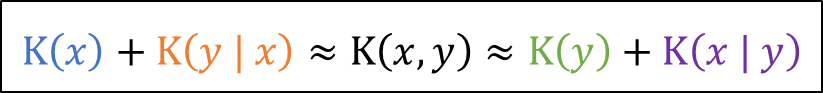 K(x) + K(y | x) ≈ K(x, y) ≈ K(y) + K(x | y)